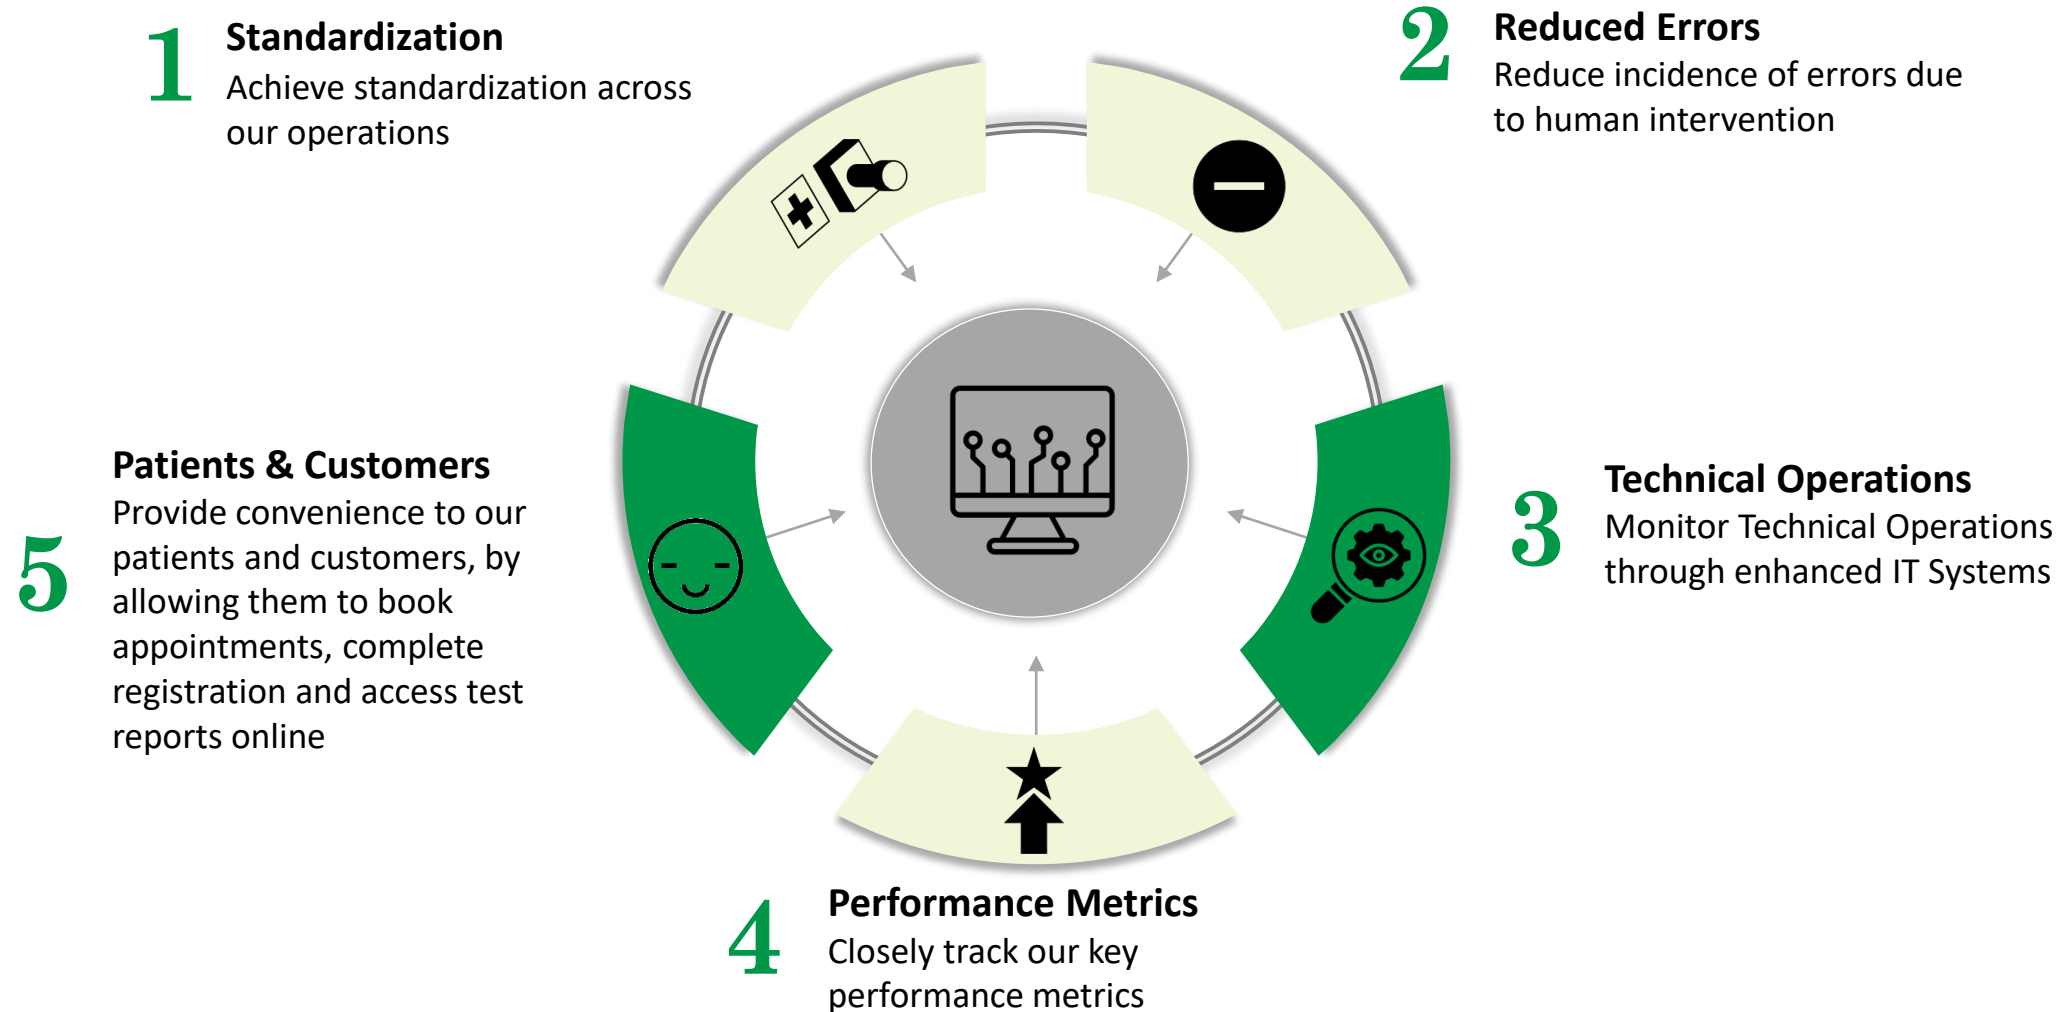 1
Standardization
Achieve standardization across
our operations
2
Reduced Errors
Reduce incidence of errors due
to human intervention
3
Technical Operations
Monitor Technical Operations
through enhanced IT Systems
4
Performance Metrics
Closely track our key
performance metrics
5
Patients & Customers
Provide convenience to our
patients and customers, by
allowing them to book
appointments, complete
registration and access test
reports online